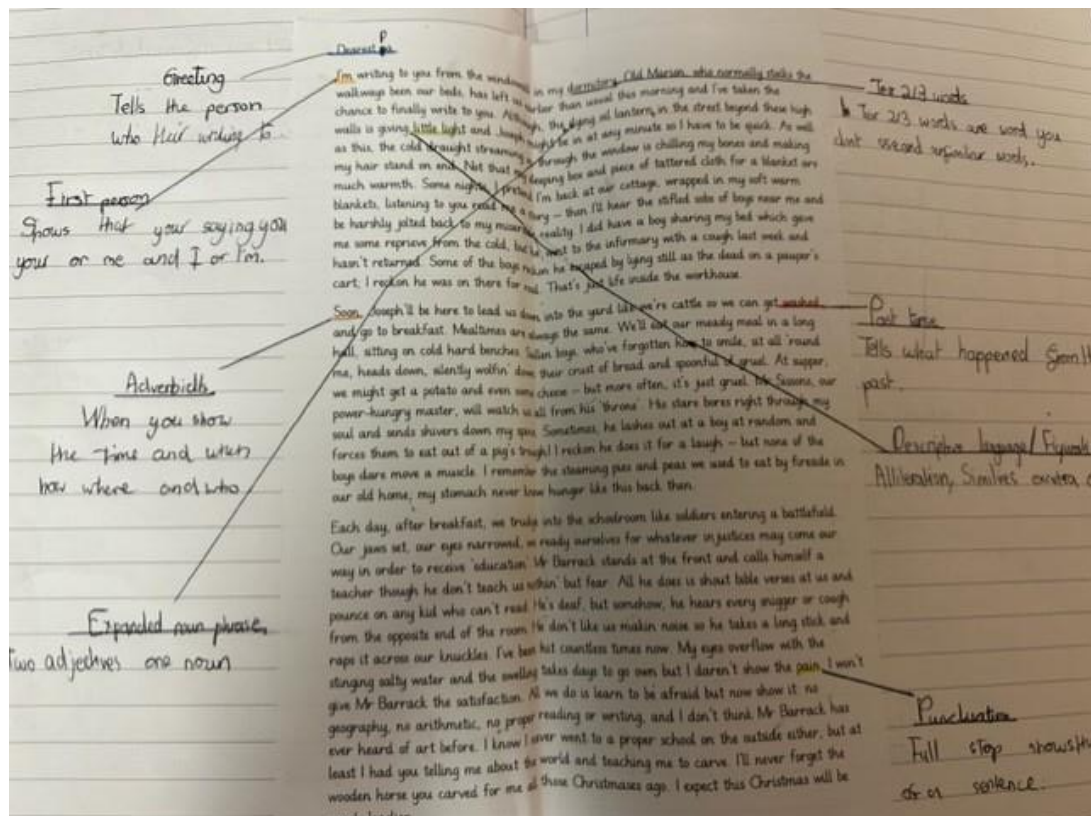 Greeting
Tells the person
who their writing to.
First person
Shows that your saying you
your or me and I or I'm.
Adverbials
When you show
the time and when
how where and who
Expanded noun phrase
Two adjectives one noun
P
Dearest
I'm writing to you from the window in my dormitory. Old Marian, who normally stalks the
walkways been our beds, has left us earlier than usual this morning and I've taken the
chance to finally write to you. Although, the dying oil lantern, in the street beyond these high
walls is giving little light and Joseph might be in at any minute so I have to be quick. As well
as this, the cold draught streaming through the window is chilling my bones and making
my hair stand on end. Not that my sleeping box and piece of tattered cloth for a blanket are
much warmth. Some nights, I pretend I'm back at our cottage, wrapped in my soft warm
blankets, listening to you read me a story – than I'll hear the stifled sobs of boys near me and
be harshly jolted back to my miserable reality. I did have a boy sharing my bed which gave
me some reprieve from the cold, but he went to the infirmary with a cough last week and
hasn't returned. Some of the boys reckon he escaped by lying still as the dead on a pauper's
cart, I reckon he was on there for real. That's just life inside the workhouse.
Soon, Joseph'll be here to lead us down into the yard like we're cattle so we can get washed
and go to breakfast. Mealtimes are always the same. We'll eat our meady meal in a long
hall, sitting on cold hard benches. Sullen boys, who've forgotten how to smile, sit all 'round
me, heads down, silently wolfin' down their crust of bread and spoonful of gruel. At supper,
we might get a potato and even some cheese – but more often, it's just gruel. Mr Sissons, our
power-hungry master, will watch us all from his 'throne'. His stare bores right through my
soul and sends shivers down my spine. Sometimes, he lashes out at a boy at random and
forces them to eat out of a pig's trough! I reckon he does it for a laugh – but none of the
boys dare move a muscle. I remember the steaming pies and peas we used to eat by fireside in
our old home, my stomach never knew hunger like this back then.
Each day, after breakfast, we trudge into the schoolroom like soldiers entering a battlefield.
Our jaws set, our eyes narrowed, we ready ourselves for whatever injustices may come our
way in order to receive 'education'. Mr Barrack stands at the front and calls himself a
teacher though he don't teach us nothin' but fear. All he does is shout bible verses at us and
pounce on any kid who can't read. He's deaf, but somehow, he hears every snigger or cough
from the opposite end of the room. He don't like us makin noise so he takes a long stick and
raps it across our knuckles. I've been hit countless times now. My eyes overflow with the
stinging salty water and the swelling takes days to go own but I daren't show the pain. I won't
give Mr Barrack the satisfaction. All we do is learn to be afraid but now show it: no
geography, no arithmetic, no proper reading or writing, and I don't think Mr Barrack has
ever heard of art before. I know I never went to a proper school on the outside either, but at
least I had you telling me about the world and teaching me to carve. I'll never forget the
wooden horse you carved for me all those Christmases ago. I expect this Christmas will be
Tier 2/3 words
Tier 2/3 words are word you
dont
words.
Past tense
Tells what happened
past.
Descriptive
Alliteration, Similies
Punctuation
Full stop shows
of a sentence.